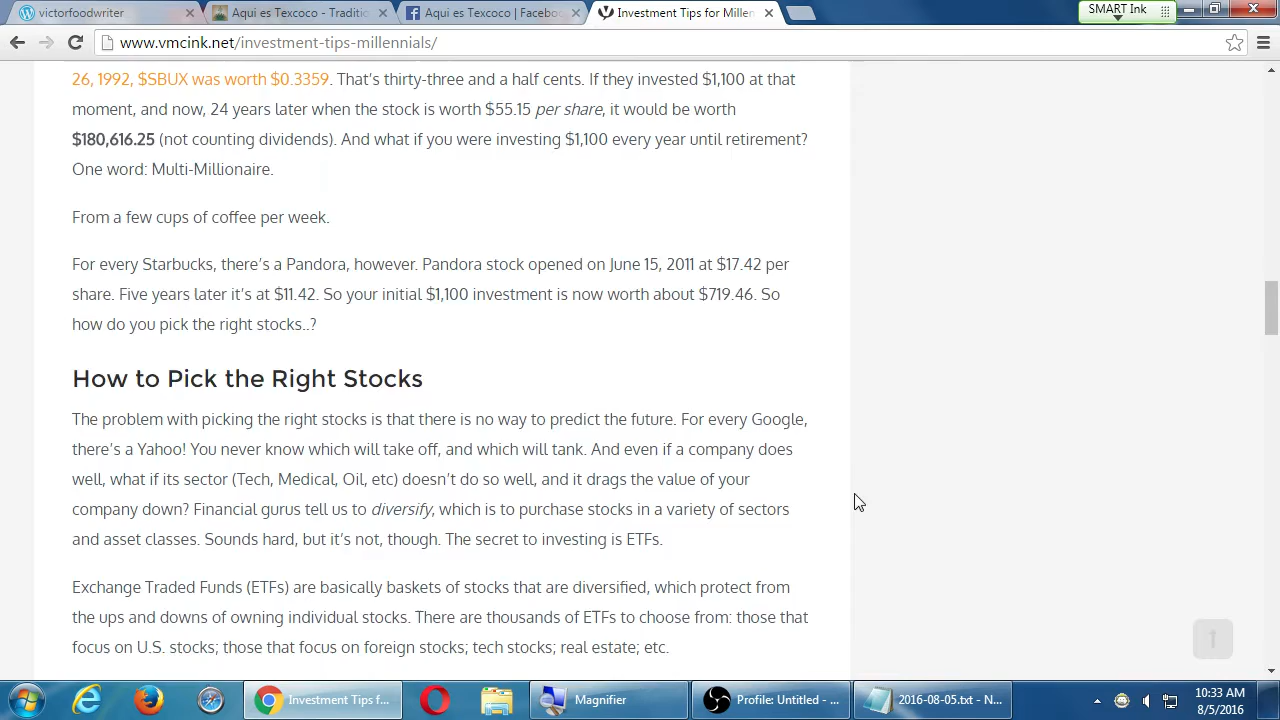 victorfoodwriter
Aqui es Texcoco - Traditio
Aqui es Texcoco | Facebo
Investment Tips for Millen
SMART Ink
www.vmcink.net/investment-tips-millennials/
26, 1992, $SBUX was worth $0.3359. That's thirty-three and a half cents. If they invested $1,100 at that
moment, and now, 24 years later when the stock is worth $55.15 per share, it would be worth
$180,616.25 (not counting dividends). And what if you were investing $1,100 every year until retirement?
One word: Multi-Millionaire.
From a few cups of coffee per week.
For every Starbucks, there's a Pandora, however. Pandora stock opened on June 15, 2011 at $17.42 per
share. Five years later it's at $11.42. So your initial $1,100 investment is now worth about $719.46. So
how do you pick the right stocks..?
How to Pick the Right Stocks
The problem with picking the right stocks is that there is no way to predict the future. For every Google,
there's a Yahoo! You never know which will take off, and which will tank. And even if a company does
well, what if its sector (Tech, Medical, Oil, etc) doesn't do so well, and it drags the value of your
company down? Financial gurus tell us to diversify, which is to purchase stocks in a variety of sectors
and asset classes. Sounds hard, but it's not, though. The secret to investing is ETFs.
Exchange Traded Funds (ETFs) are basically baskets of stocks that are diversified, which protect from
the ups and downs of owning individual stocks. There are thousands of ETFs to choose from: those that
focus on U.S. stocks; those that focus on foreign stocks; tech stocks; real estate; etc.
Investment Tips f...
Magnifier
Profile: Untitled - ...
2016-08-05.txt - N...
10:33 AM
8/5/2016